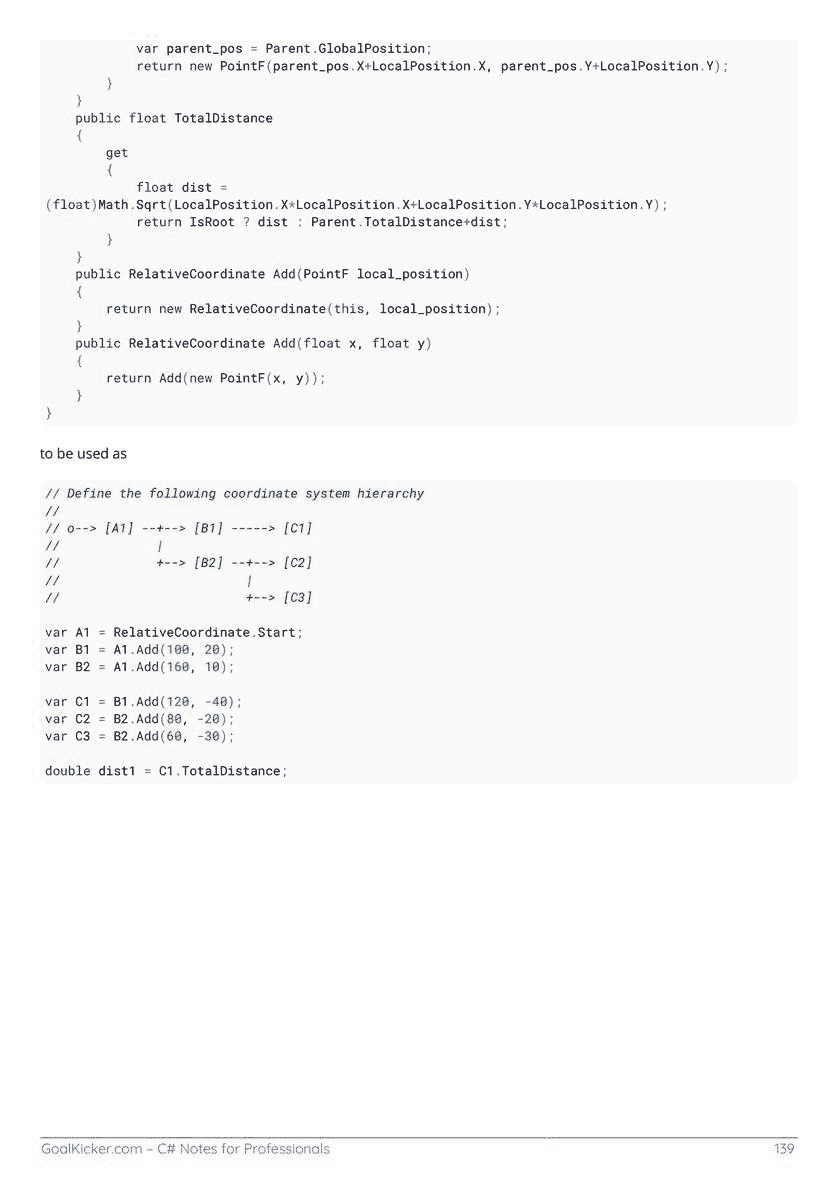 var parent_pos = Parent.GlobalPosition;
            return new PointF(parent_pos.X+LocalPosition.X, parent_pos.Y+LocalPosition.Y);
        }
    }
    public float TotalDistance
    {
        get
        {
            float dist =
(float)Math.Sqrt(LocalPosition.X*LocalPosition.X+LocalPosition.Y*LocalPosition.Y);
            return IsRoot ? dist : Parent.TotalDistance+dist;
        }
    }
    public RelativeCoordinate Add(PointF local_position)
    {
        return new RelativeCoordinate(this, local_position);
    }
    public RelativeCoordinate Add(float x, float y)
    {
        return Add(new PointF(x, y));
    }
}
to be used as
// Define the following coordinate system hierarchy
//
// o--> [A1] --+--> [B1] -----> [C1]
//             |
//             +--> [B2] --+--> [C2]
//                         |
//                         +--> [C3]
var A1 = RelativeCoordinate.Start;
var B1 = A1.Add(100, 20);
var B2 = A1.Add(160, 10);
var C1 = B1.Add(120, -40);
var C2 = B2.Add(80, -20);
var C3 = B2.Add(60, -30);
double dist1 = C1.TotalDistance;
GoalKicker.com – C# Notes for Professionals 139